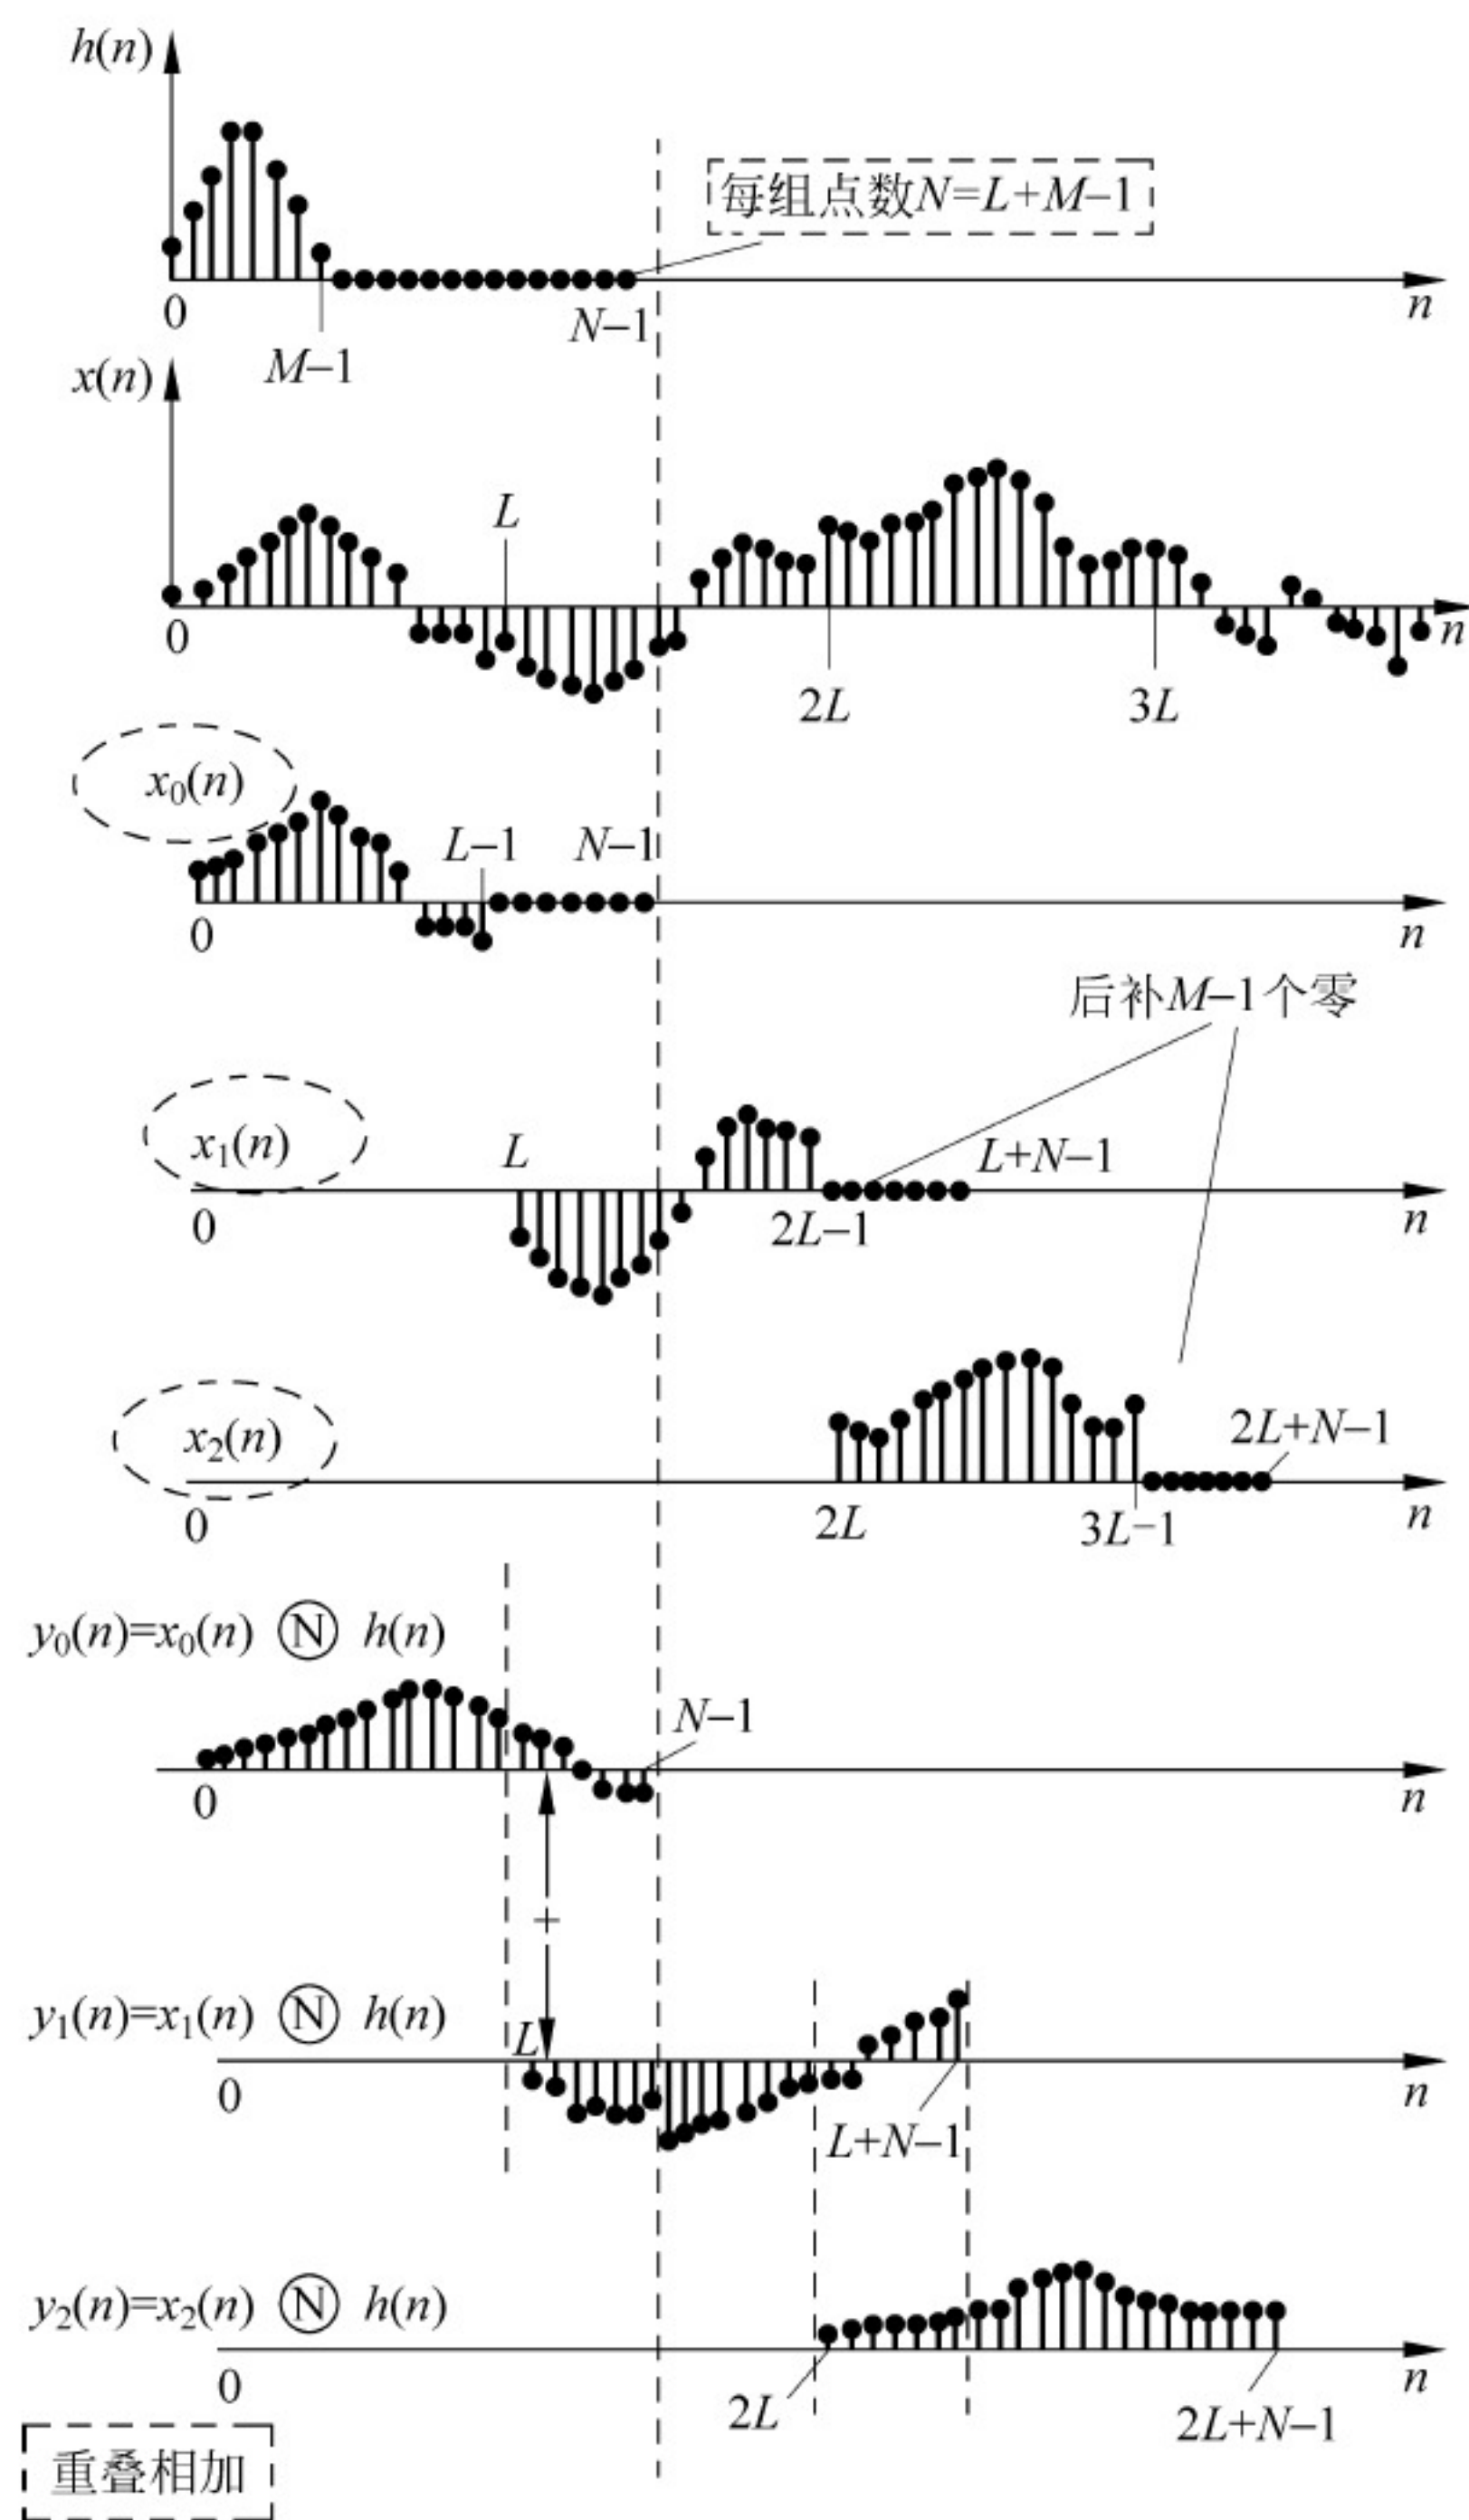 h(n)
每组点数N=L+M–1
0
M–1
N–1
n
x(n)
L
0
2L
3L
n
x₀(n)
L–1
N–1
0
n
后补M–1个零
x₁(n)
L
L+N–1
0
2L–1
n
x₂(n)
2L+N–1
0
2L
3L–1
n
y₀(n)=x₀(n) Ⓝ h(n)
N–1
0
n
+
y₁(n)=x₁(n) Ⓝ h(n)
L
0
L+N–1
n
y₂(n)=x₂(n) Ⓝ h(n)
0
2L
2L+N–1
n
重叠相加